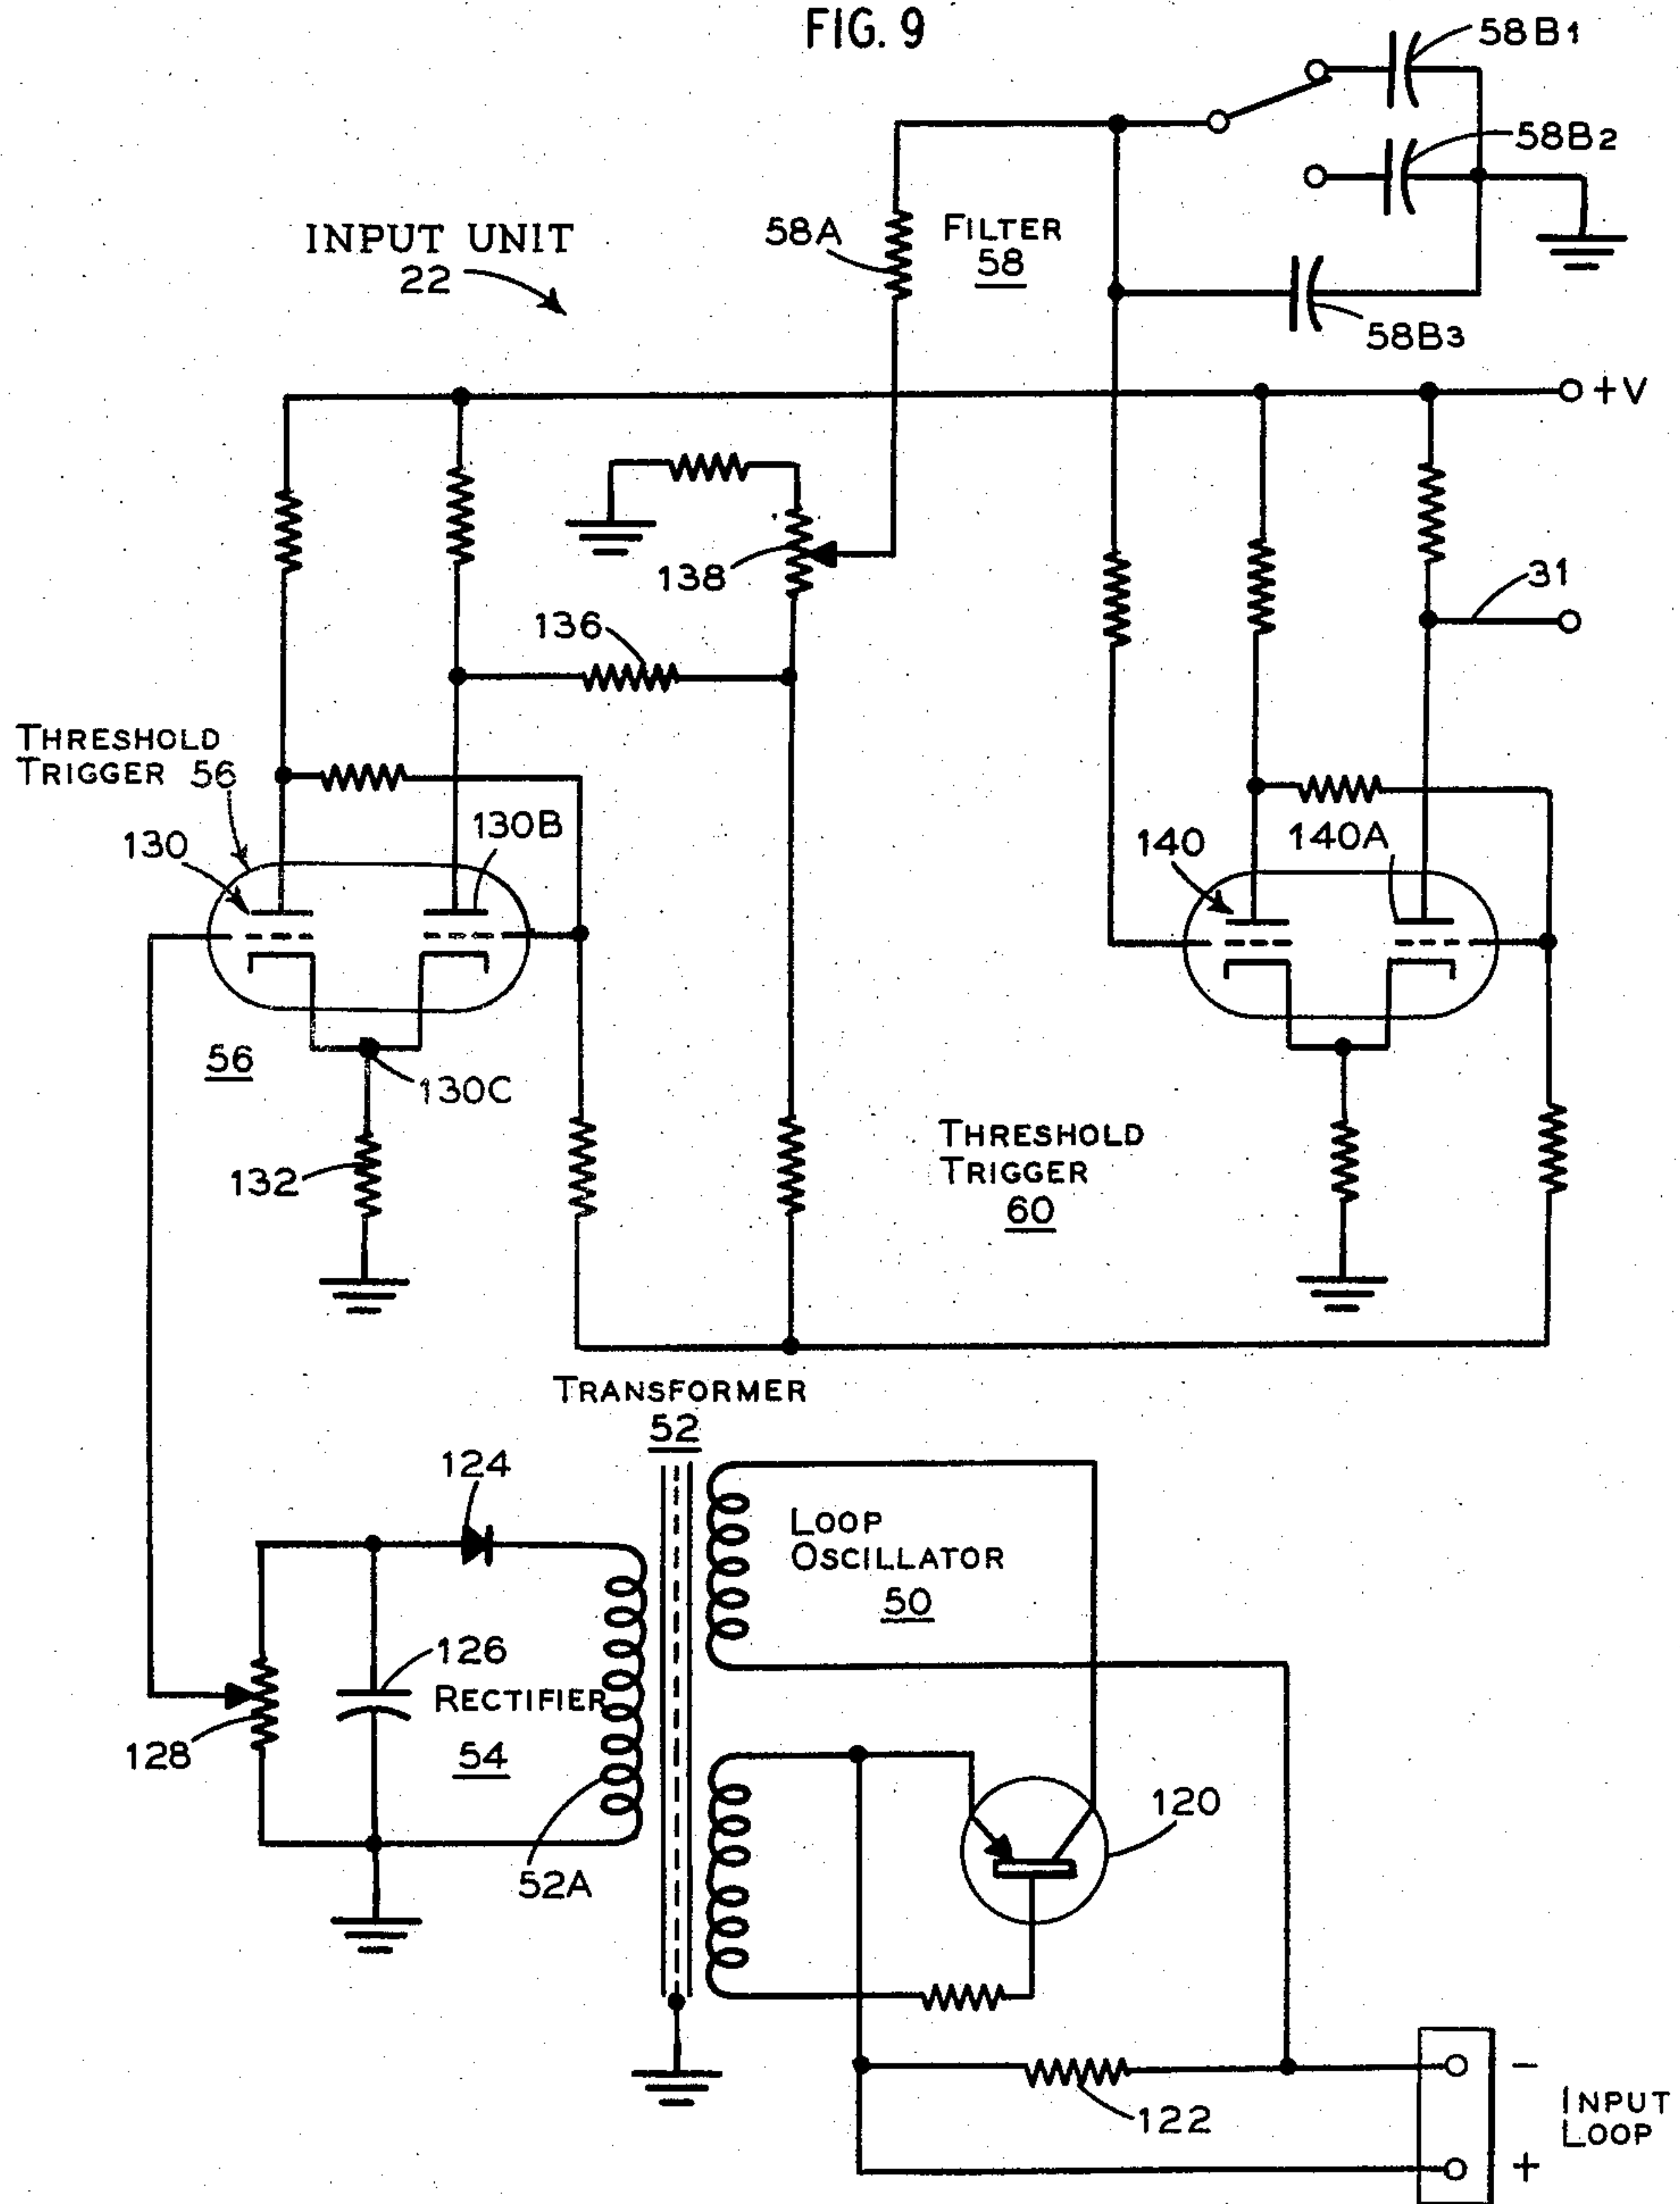 FIG. 9
58B1
58B2
INPUT UNIT
22
58A
FILTER
58
58B3
+V
138
31
136
THRESHOLD
TRIGGER 56
130
130B
140
140A
56
130C
132
THRESHOLD
TRIGGER
60
TRANSFORMER
52
124
LOOP
OSCILLATOR
50
126
RECTIFIER
54
128
120
52A
122
−
+
INPUT
LOOP